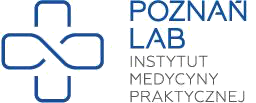 POZNAŃ
LAB
INSTYTUT
MEDYCYNY
PRAKTYCZNEJ